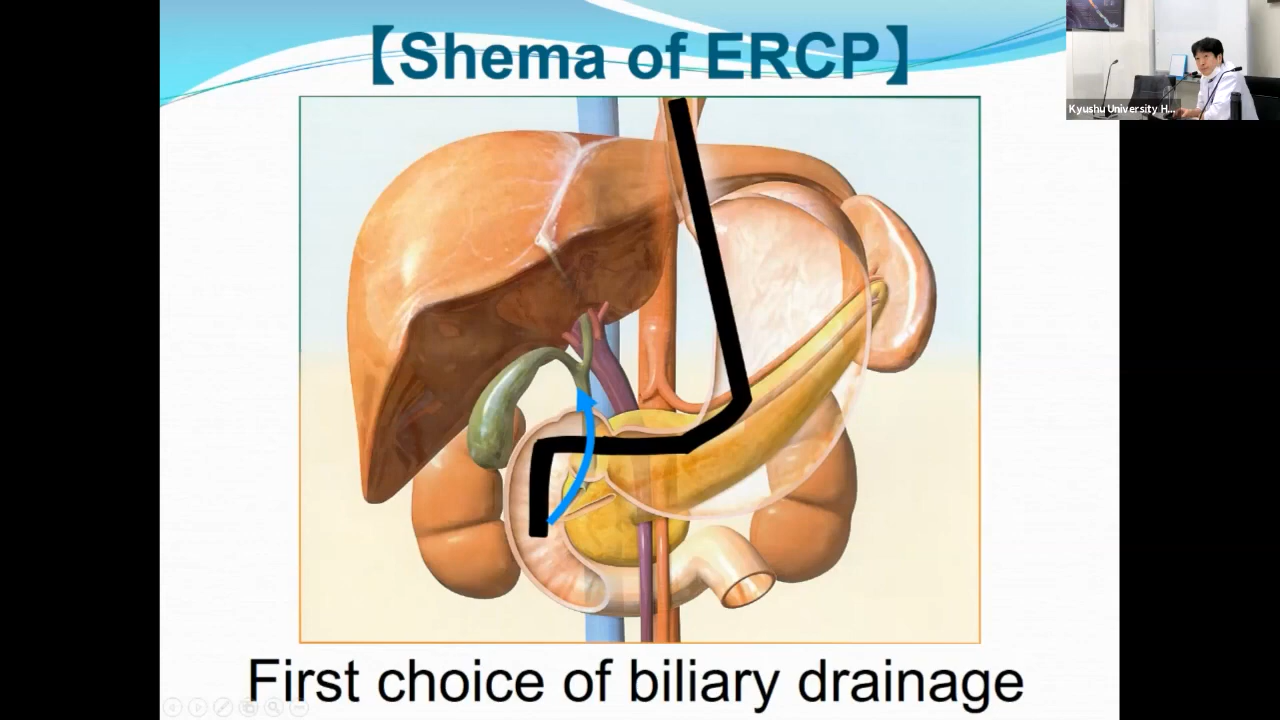 【Shema of ERCP】
Kyushu University H...
First choice of biliary drainage